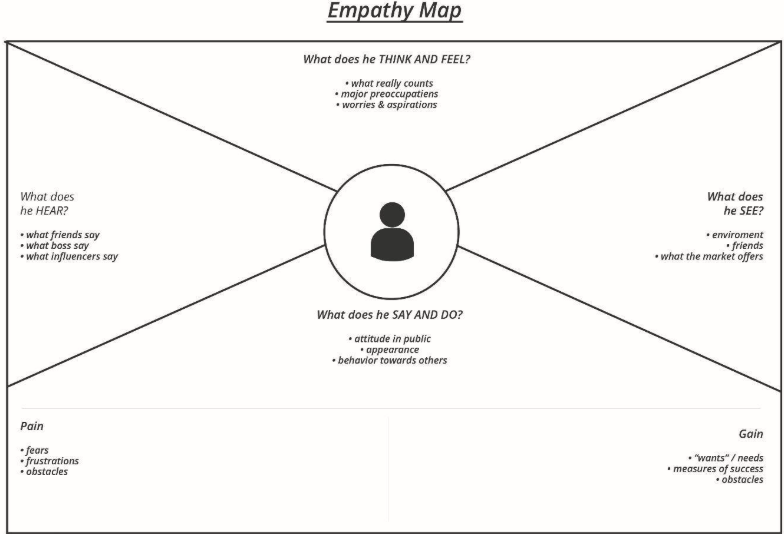 Empathy Map
What does he THINK AND FEEL?
• what really counts
• major preoccupatiens
• worries & aspirations
What does
he HEAR?
• what friends say
• what boss say
• what influencers say
What does
he SEE?
• enviroment
• friends
• what the market offers
What does he SAY AND DO?
• attitude in public
• appearance
• behavior towards others
Pain
• fears
• frustrations
• obstacles
Gain
• "wants" / needs
• measures of success
• obstacles